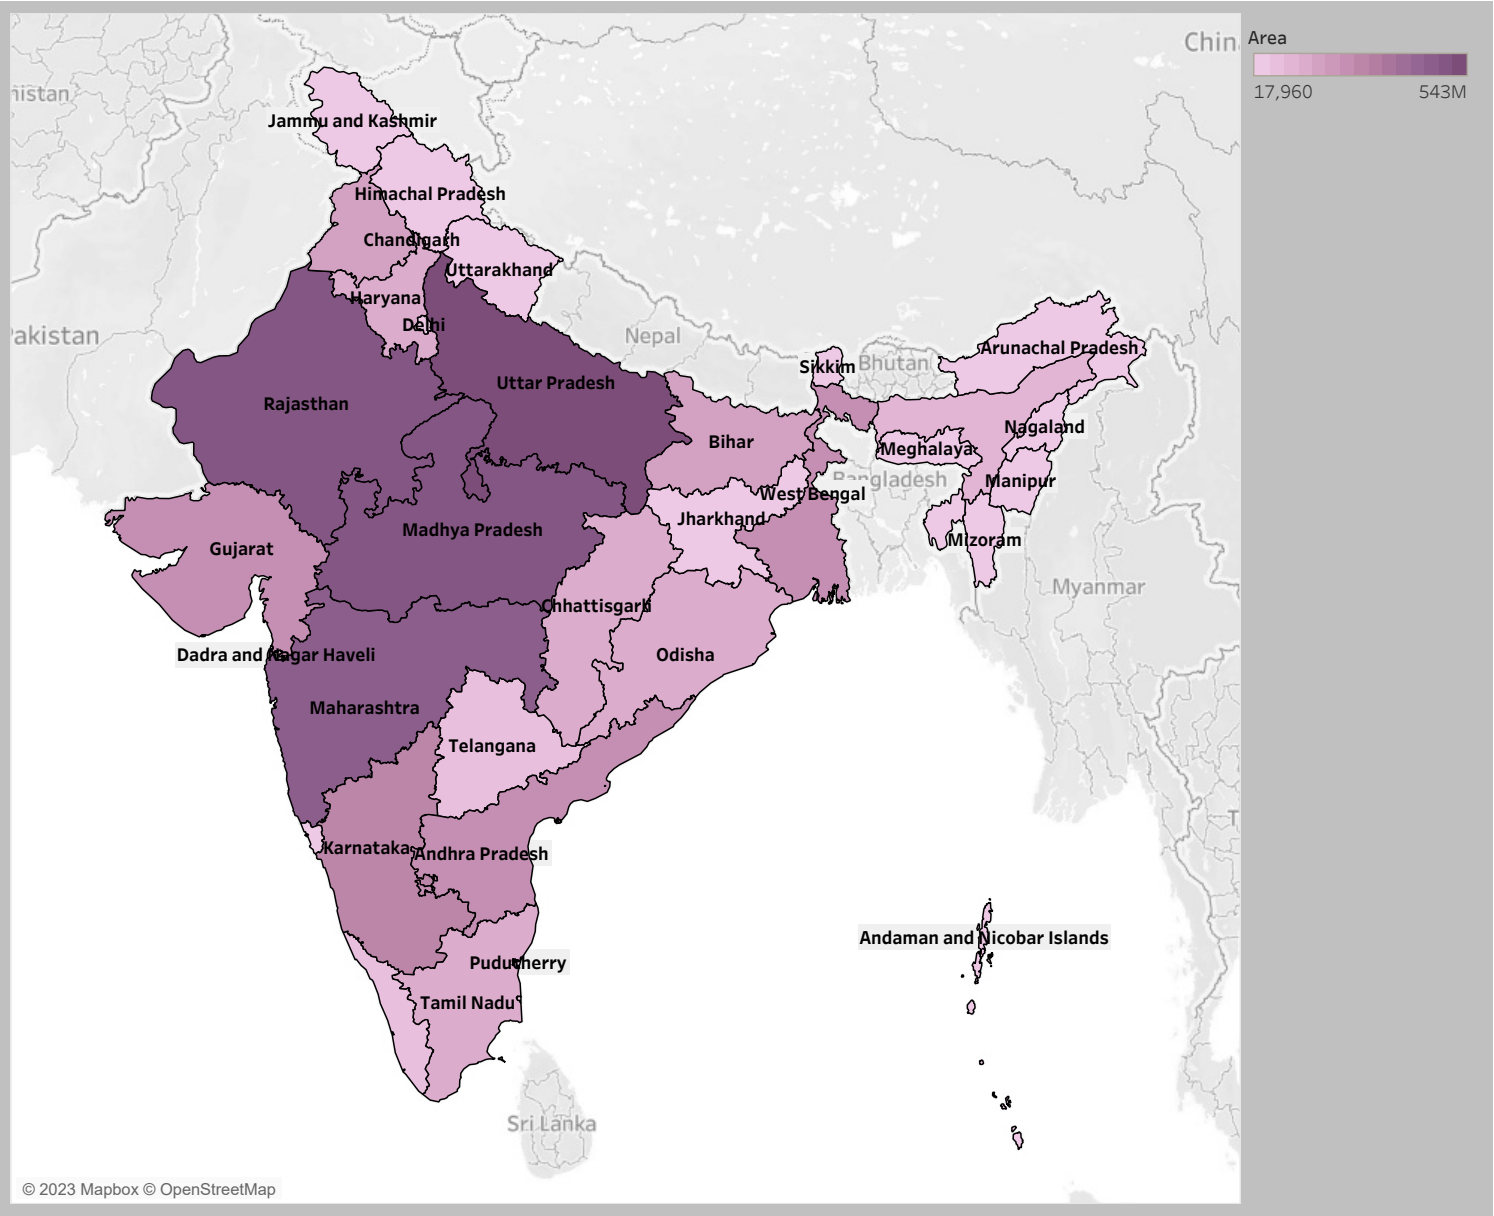 Chin
Area
17,960
543M
nistan
Jammu and Kashmir
Himachal Pradesh
Chandigarh
Uttarakhand
Haryana
Delhi
Pakistan
Nepal
Arunachal Pradesh
Sikkim
Bhutan
Uttar Pradesh
Rajasthan
Nagaland
Bihar
Meghalaya
Bangladesh
Manipur
West Bengal
Jharkhand
Madhya Pradesh
Mizoram
Gujarat
Myanmar
Chhattisgarh
Dadra and Nagar Haveli
Odisha
Maharashtra
Telangana
T
Karnataka
Andhra Pradesh
Andaman and Nicobar Islands
Puducherry
Tamil Nadu
Sri Lanka
© 2023 Mapbox © OpenStreetMap